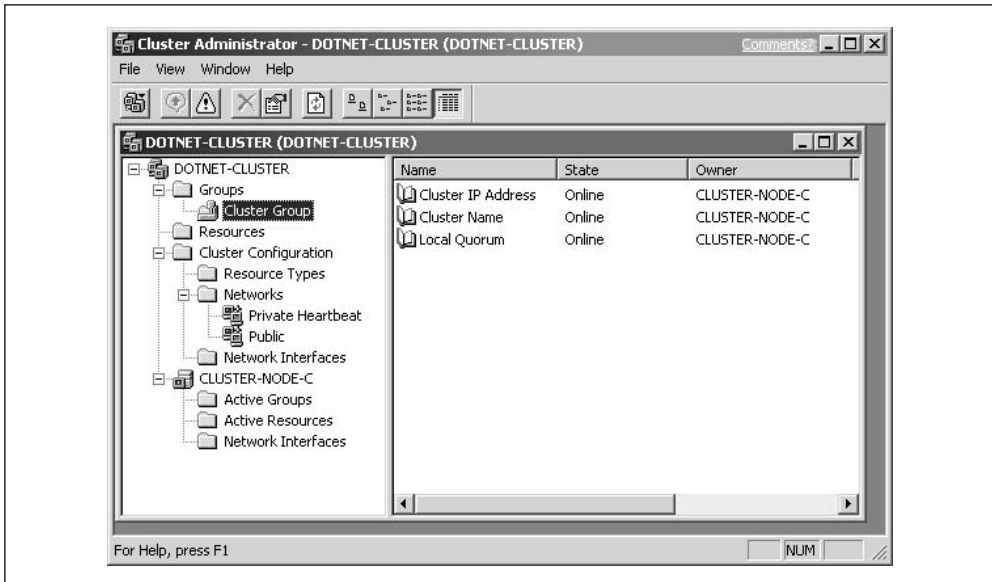 Cluster Administrator - DOTNET-CLUSTER (DOTNET-CLUSTER) Comments?
File View Window Help
DOTNET-CLUSTER (DOTNET-CLUSTER)
DOTNET-CLUSTER
Groups
Cluster Group
Resources
Cluster Configuration
Resource Types
Networks
Private Heartbeat
Public
Network Interfaces
CLUSTER-NODE-C
Active Groups
Active Resources
Network Interfaces
Name State Owner
Cluster IP Address Online CLUSTER-NODE-C
Cluster Name Online CLUSTER-NODE-C
Local Quorum Online CLUSTER-NODE-C
For Help, press F1 NUM